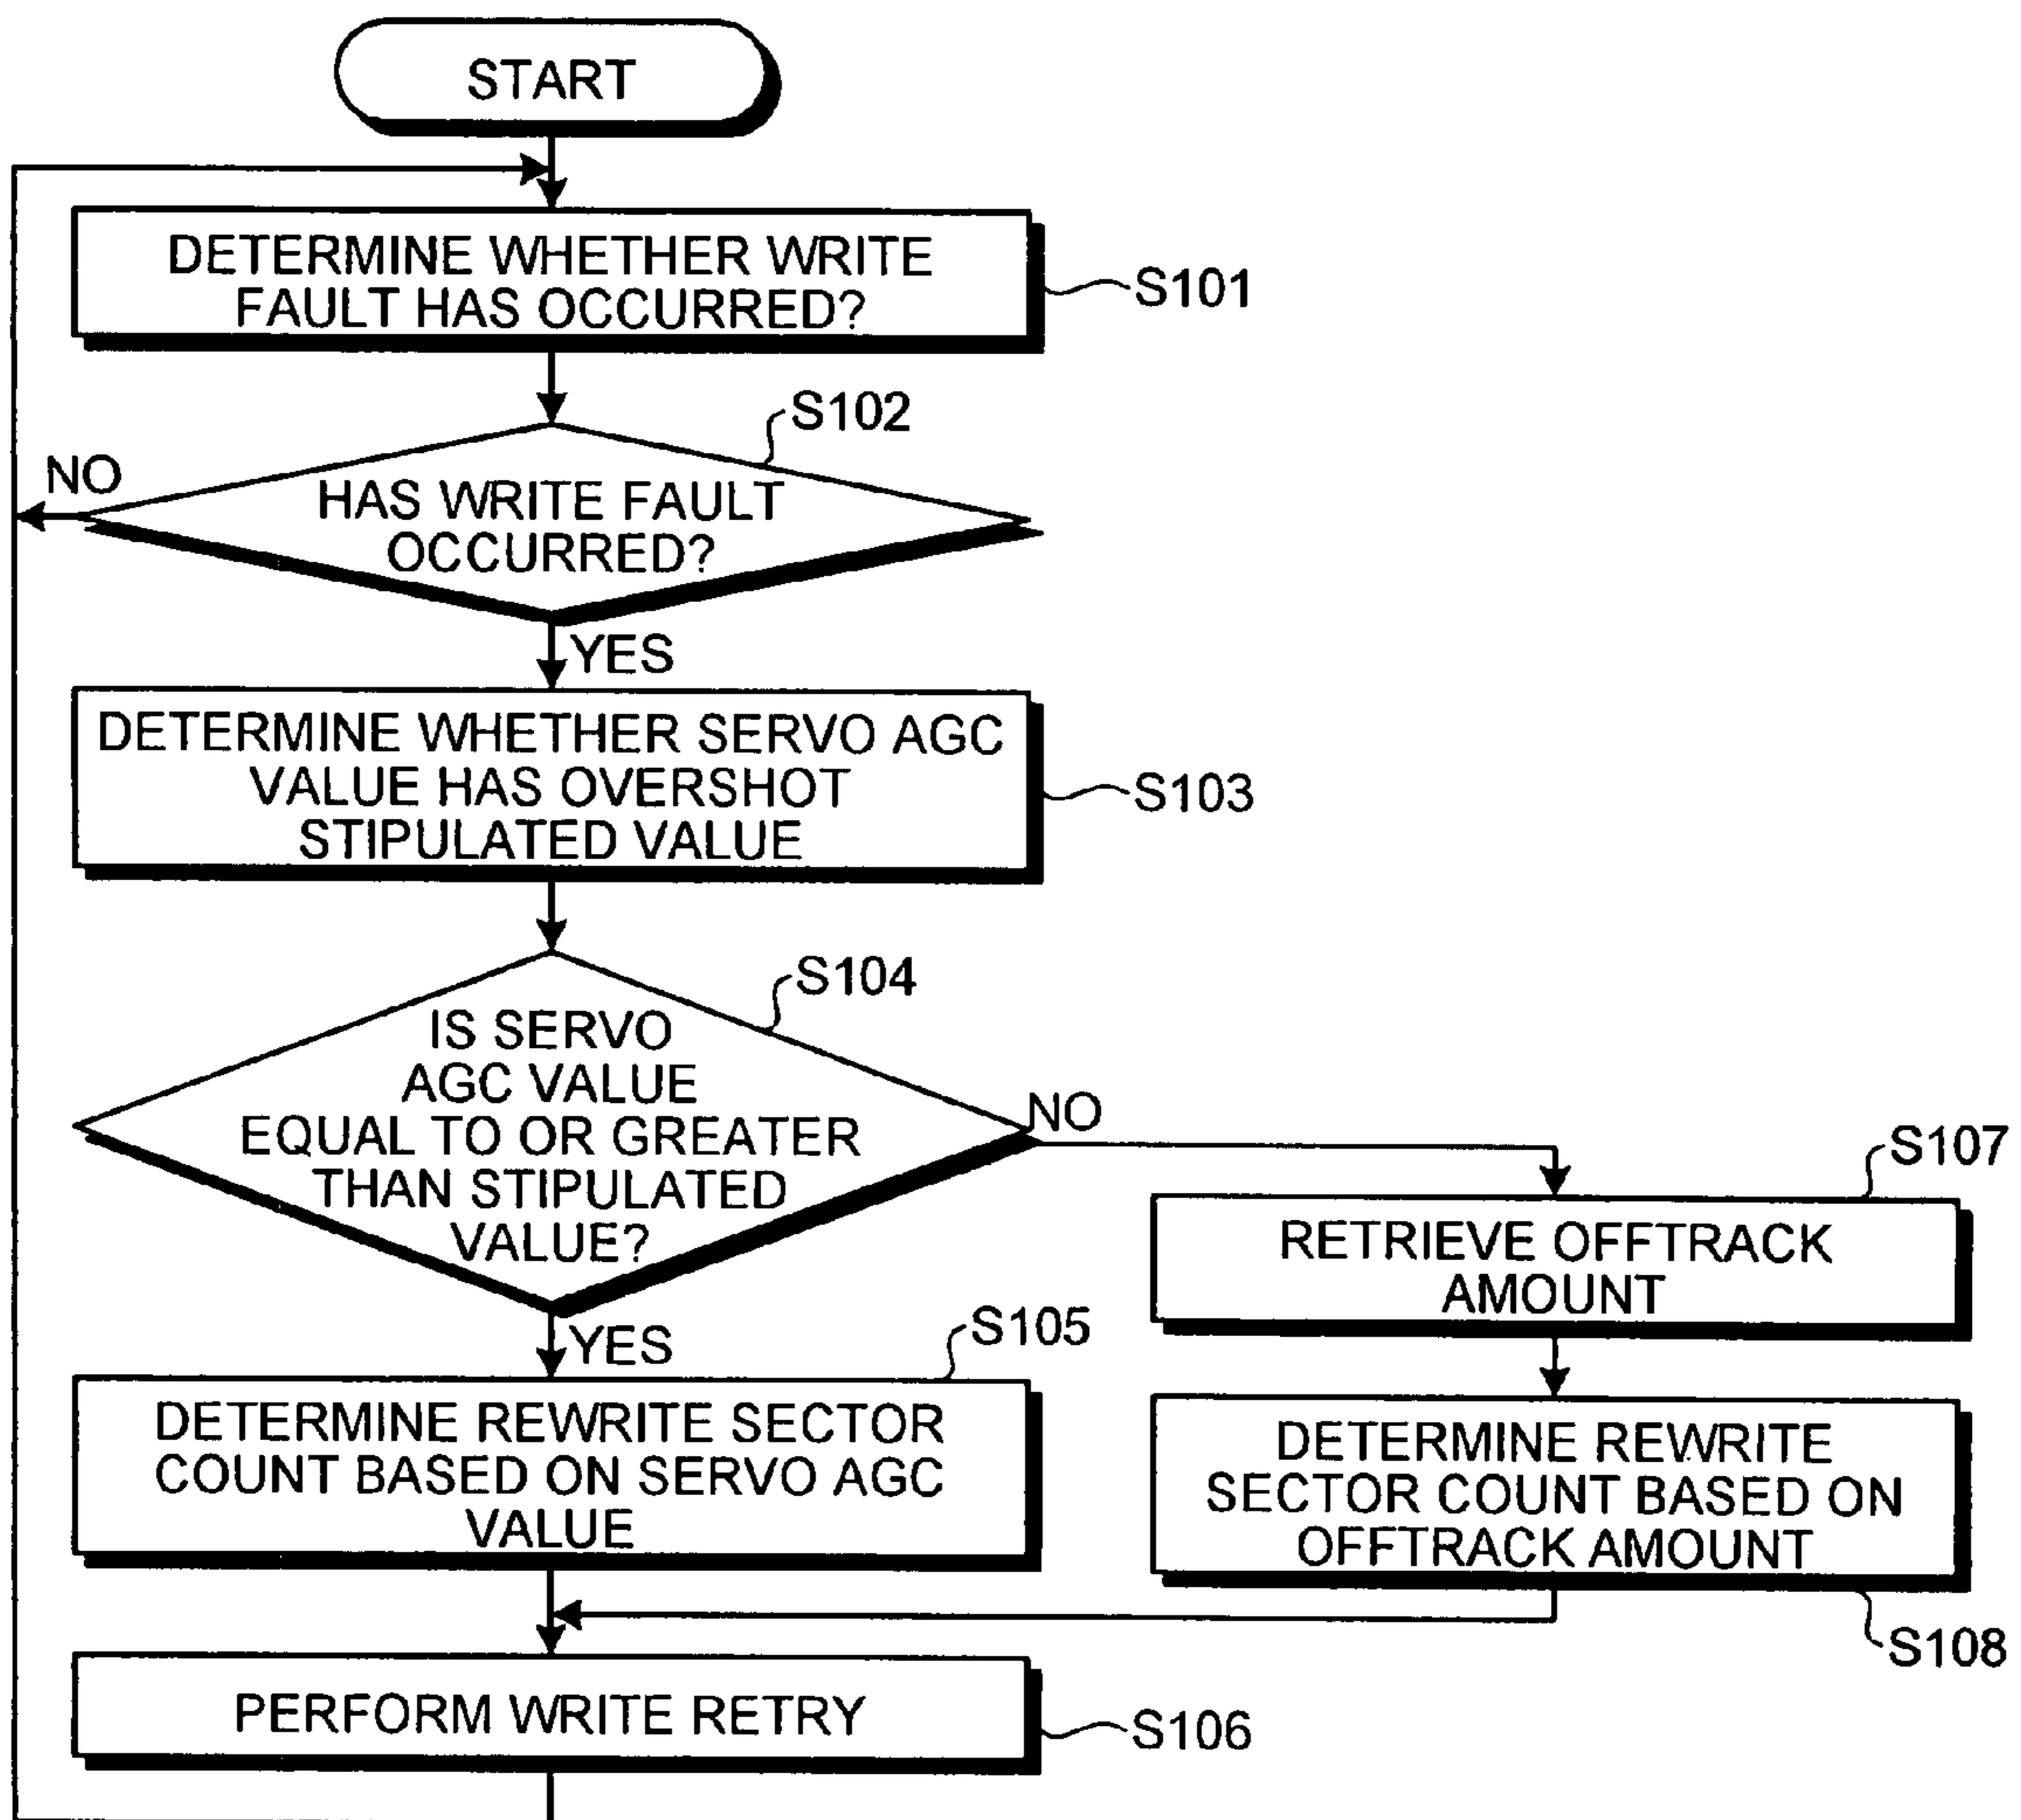 START
DETERMINE WHETHER WRITE
FAULT HAS OCCURRED?
S101
S102
NO
HAS WRITE FAULT
OCCURRED?
YES
DETERMINE WHETHER SERVO AGC
VALUE HAS OVERSHOT
STIPULATED VALUE
S103
S104
IS SERVO
AGC VALUE
EQUAL TO OR GREATER
THAN STIPULATED
VALUE?
NO
YES
S105
DETERMINE REWRITE SECTOR
COUNT BASED ON SERVO AGC
VALUE
S107
RETRIEVE OFFTRACK
AMOUNT
DETERMINE REWRITE
SECTOR COUNT BASED ON
OFFTRACK AMOUNT
S108
PERFORM WRITE RETRY
S106